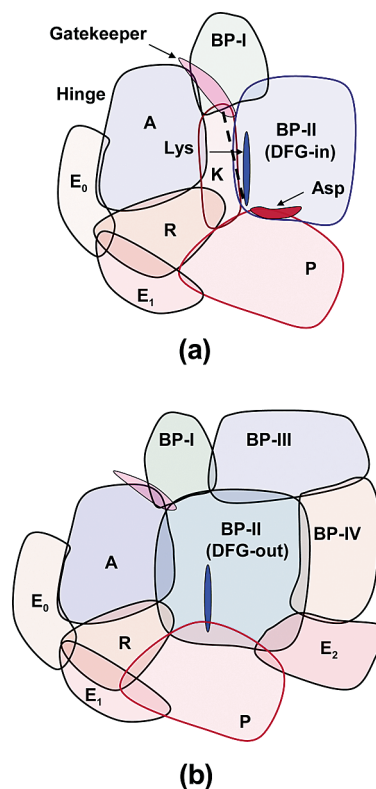 Gatekeeper
BP-I
Hinge
A
Lys
BP-II
(DFG-in)
K
E₀
Asp
R
P
E₁
(a)
BP-I
BP-III
A
BP-II
(DFG-out)
BP-IV
E₀
R
E₂
E₁
P
(b)